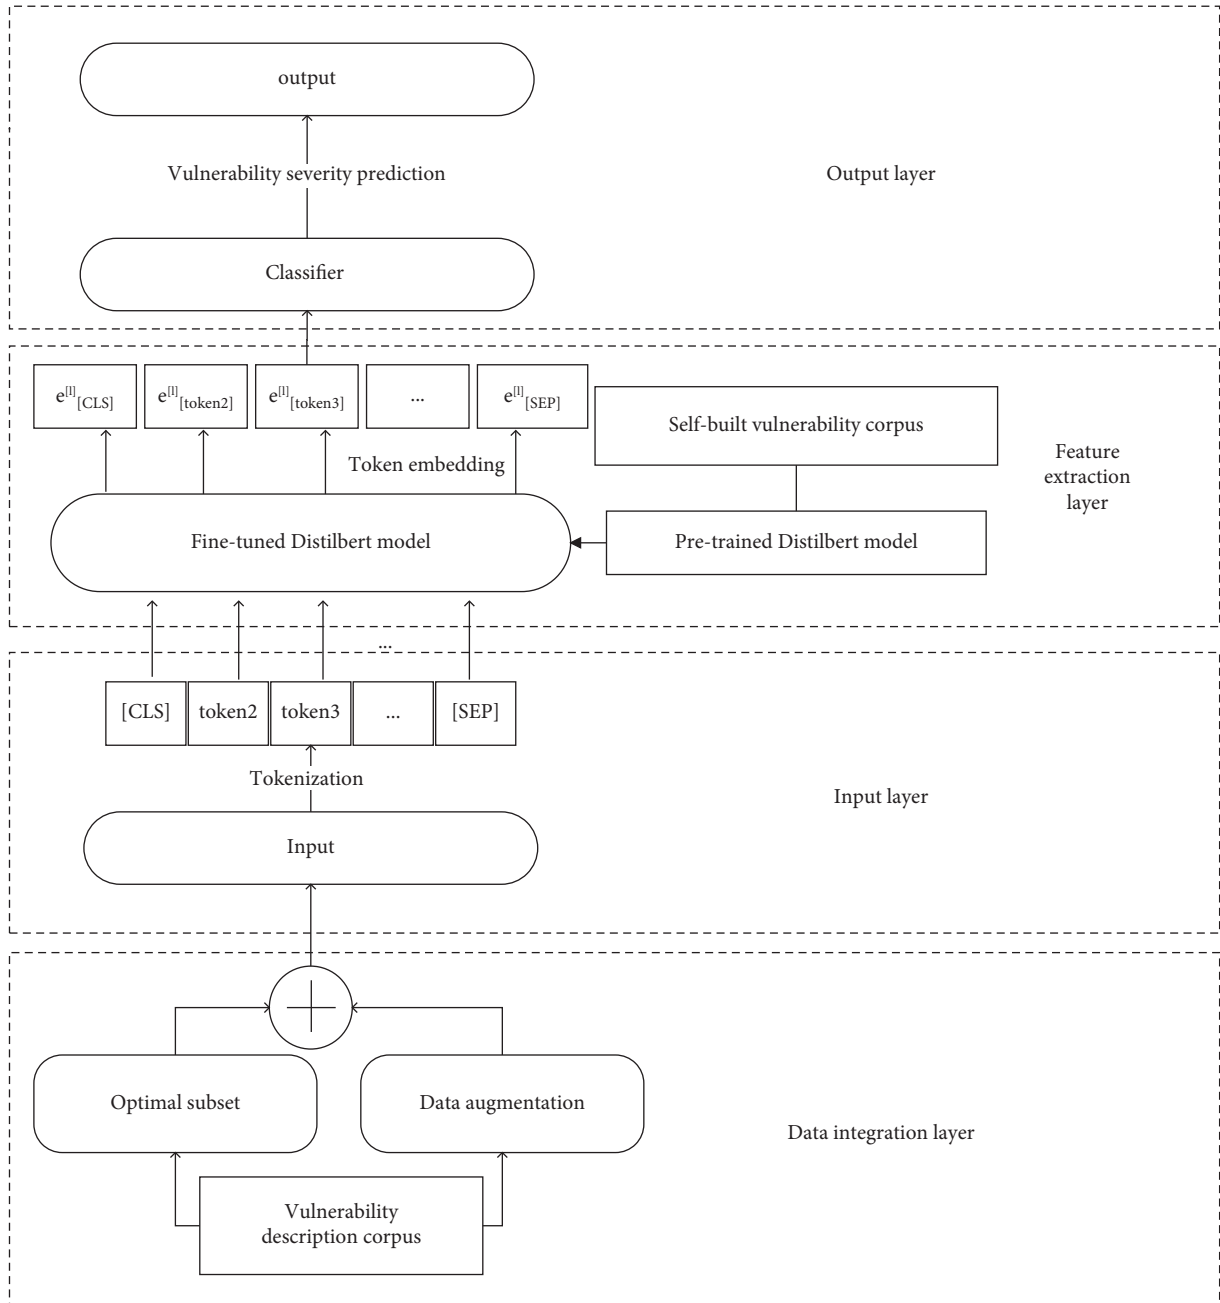 output
Vulnerability severity prediction
Output layer
Classifier
e[l][CLS]
e[l][token2]
e[l][token3]
...
e[l][SEP]
Self-built vulnerability corpus
Token embedding
Feature
extraction
layer
Fine-tuned Distilbert model
Pre-trained Distilbert model
...
[CLS]
token2
token3
...
[SEP]
Tokenization
Input layer
Input
Optimal subset
Data augmentation
Data integration layer
Vulnerability
description corpus